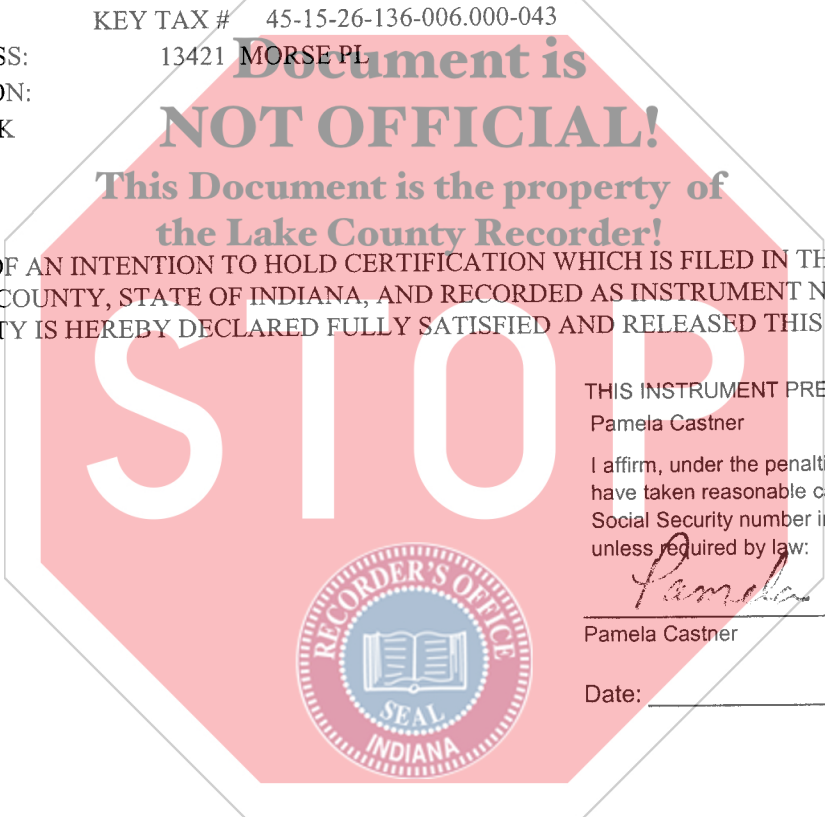 KEY TAX # 45-15-26-136-006.000-043
SS: 13421 MORSE PL
ON:
K
Document is
NOT OFFICIAL!
This Document is the property of
the Lake County Recorder!
OF AN INTENTION TO HOLD CERTIFICATION WHICH IS FILED IN TH
COUNTY, STATE OF INDIANA, AND RECORDED AS INSTRUMENT N
TY IS HEREBY DECLARED FULLY SATISFIED AND RELEASED THIS
STOP
THIS INSTRUMENT PRE
Pamela Castner
I affirm, under the penalti
have taken reasonable c
Social Security number i
unless required by law:
Pamela
Pamela Castner
Date:
RECORDER'S OFFICE
SEAL
INDIANA